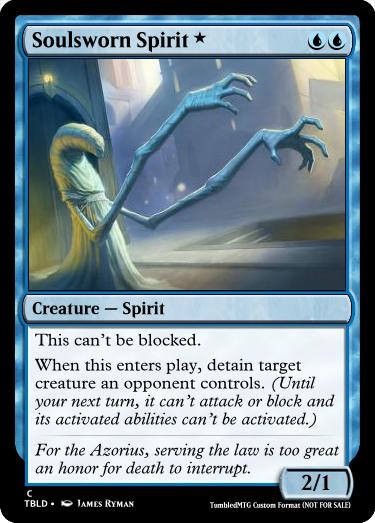 Soulsworn Spirit ★
Creature — Spirit
This can't be blocked.
When this enters play, detain target
creature an opponent controls. (Until
your next turn, it can't attack or block and
its activated abilities can't be activated.)
For the Azorius, serving the law is too great
an honor for death to interrupt.
2/1
C
TBLD • James Ryman
TumbledMTG Custom Format (NOT FOR SALE)